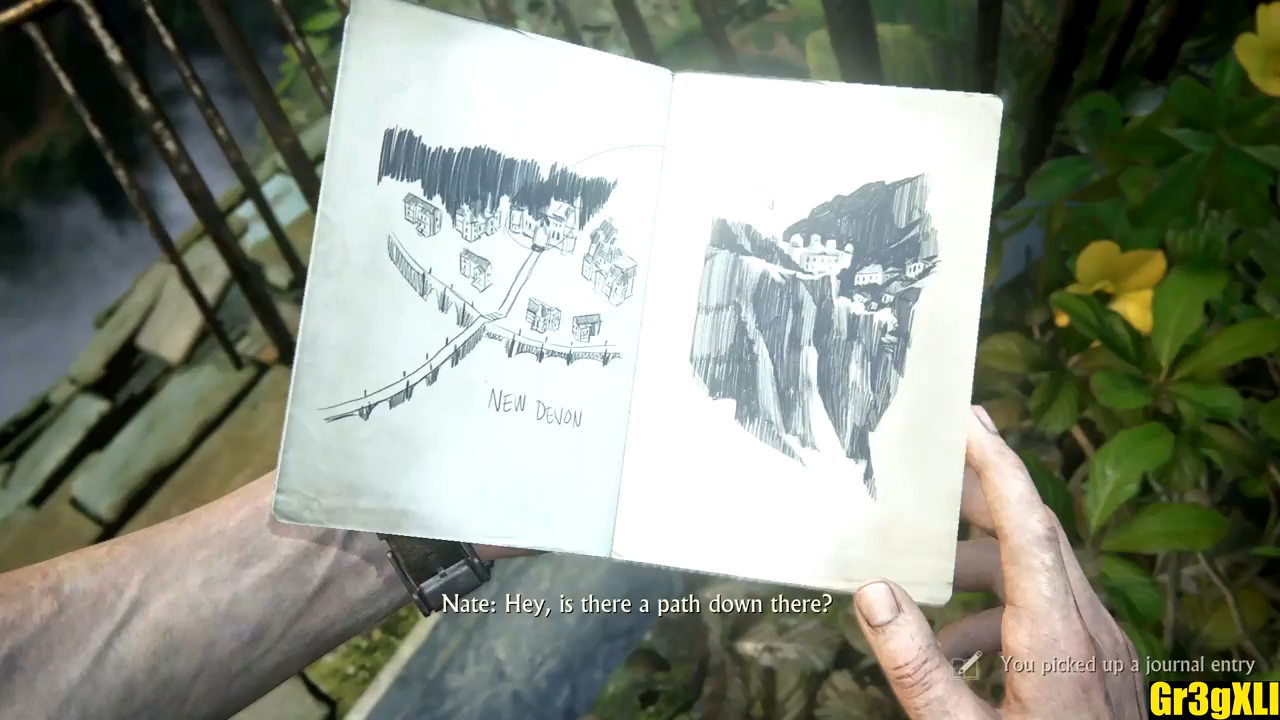 NEW DEVON
Nate: Hey, is there a path down there?
You picked up a journal entry
Gr3gXLI